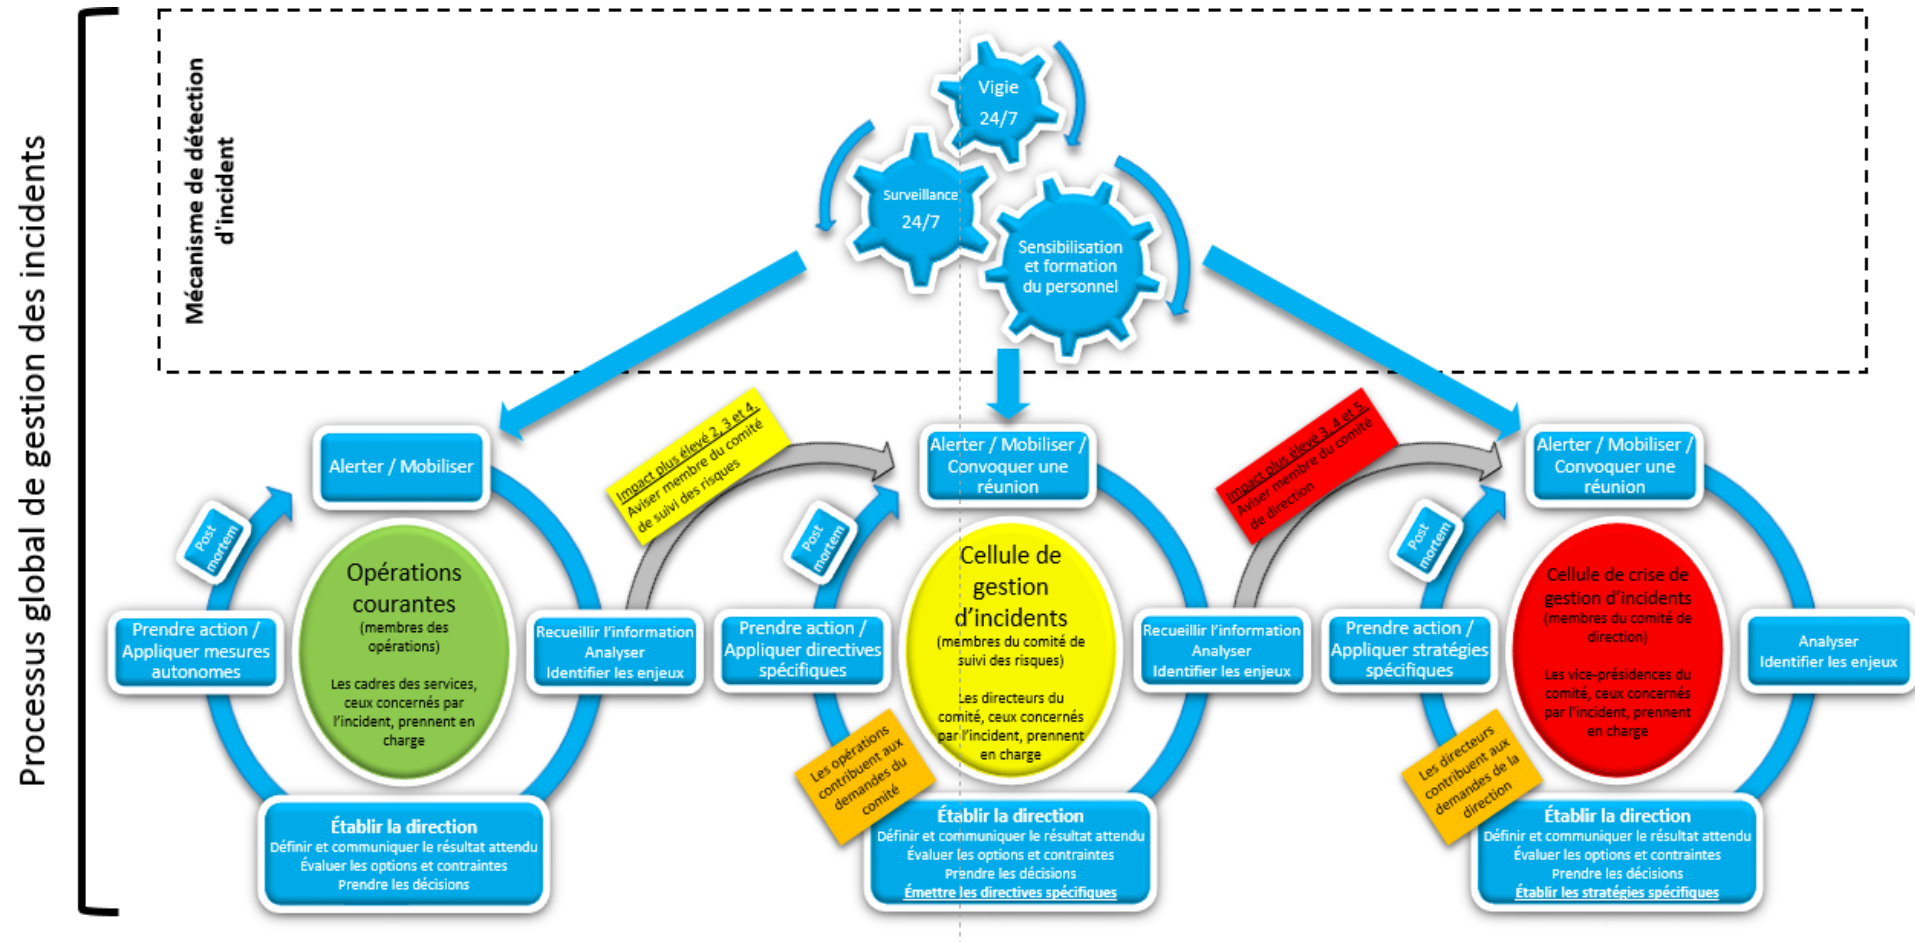 Processus global de gestion des incidents
Mécanisme de détection
d'incident
Vigie
24/7
Surveillance
24/7
Sensibilisation
et formation
du personnel
Alerter / Mobiliser
Post
mortem
Opérations
courantes
(membres des
opérations)
Les cadres des services,
ceux concernés par
l'incident, prennent en
charge
Prendre action /
Appliquer mesures
autonomes
Recueillir l'information
Analyser
Identifier les enjeux
Établir la direction
Définir et communiquer le résultat attendu
Évaluer les options et contraintes
Prendre les décisions
Impact plus élevé 2, 3 et 4.
Aviser membre du comité
de suivi des risques
Alerter / Mobiliser /
Convoquer une
réunion
Post
mortem
Cellule de
gestion
d'incidents
(membres du comité de
suivi des risques)
Les directeurs du
comité, ceux concernés
par l'incident, prennent
en charge
Prendre action /
Appliquer directives
spécifiques
Recueillir l'information
Analyser
Identifier les enjeux
Les opérations
contribuent aux
demandes du
comité
Établir la direction
Définir et communiquer le résultat attendu
Évaluer les options et contraintes
Prendre les décisions
Émettre les directives spécifiques
Impact plus élevé 3, 4 et 5.
Aviser membre du comité
de direction
Alerter / Mobiliser /
Convoquer une
réunion
Post
mortem
Cellule de crise de
gestion d'incidents
(membres du comité de
direction)
Les vice-présidences du
comité, ceux concernés
par l'incident, prennent
en charge
Prendre action /
Appliquer stratégies
spécifiques
Analyser
Identifier les enjeux
Les directeurs
contribuent aux
demandes de la
direction
Établir la direction
Définir et communiquer le résultat attendu
Évaluer les options et contraintes
Prendre les décisions
Établir les stratégies spécifiques